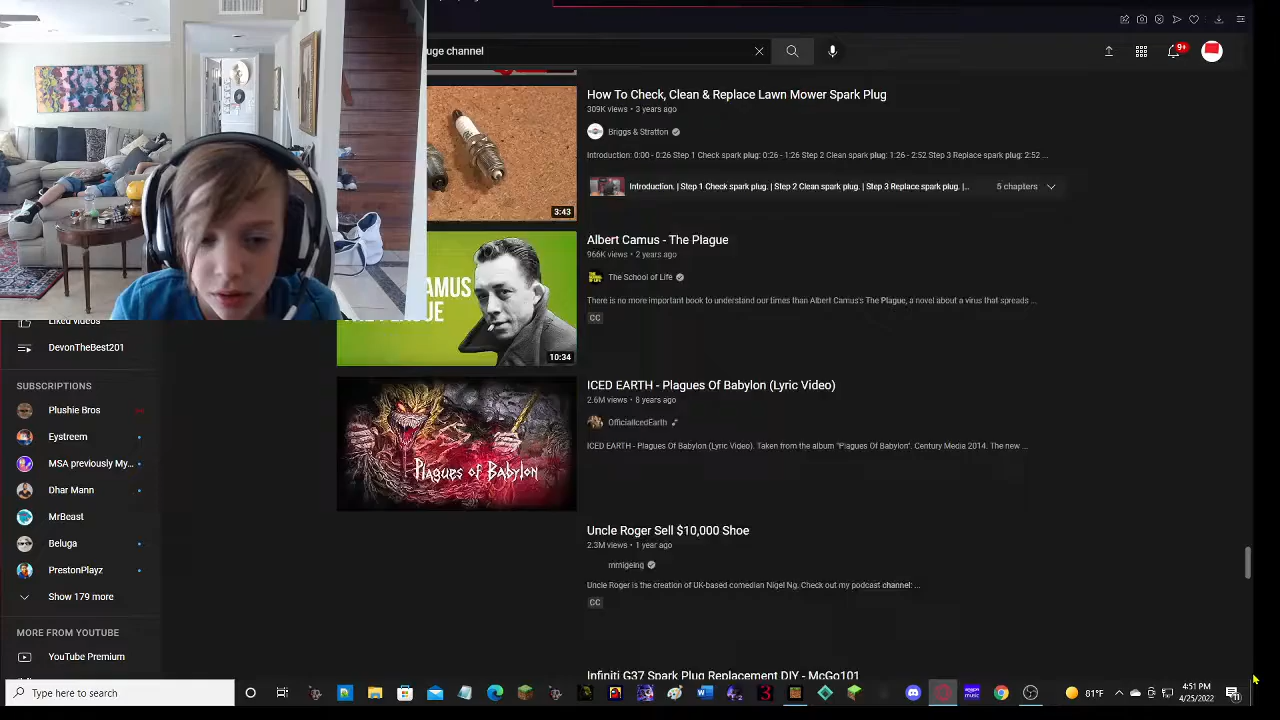 uge channel
9+
How To Check, Clean & Replace Lawn Mower Spark Plug
309K views • 3 years ago
Briggs & Stratton
Introduction: 0:00 - 0:26 Step 1 Check spark plug: 0:26 - 1:26 Step 2 Clean spark plug: 1:26 - 2:52 Step 3 Replace spark plug: 2:52 ...
Introduction. | Step 1 Check spark plug. | Step 2 Clean spark plug. | Step 3 Replace spark plug. |...
5 chapters
3:43
Albert Camus - The Plague
966K views • 2 years ago
The School of Life
There is no more important book to understand our times than Albert Camus's The Plague, a novel about a virus that spreads ...
CC
AMUS
10:34
Liked videos
DevonTheBest201
SUBSCRIPTIONS
Plushie Bros
Eystreem
MSA previously My...
Dhar Mann
MrBeast
Beluga
PrestonPlayz
Show 179 more
MORE FROM YOUTUBE
YouTube Premium
ICED EARTH - Plagues Of Babylon (Lyric Video)
2.6M views • 8 years ago
OfficialIcedEarth
ICED EARTH - Plagues Of Babylon (Lyric Video). Taken from the album "Plagues Of Babylon". Century Media 2014. The new ...
Plagues of Babylon
Uncle Roger Sell $10,000 Shoe
2.3M views • 1 year ago
mrnigelng
Uncle Roger is the creation of UK-based comedian Nigel Ng. Check out my podcast channel: ...
CC
Infiniti G37 Spark Plug Replacement DIY - McGo101
Type here to search
81°F
4:51 PM
4/25/2022